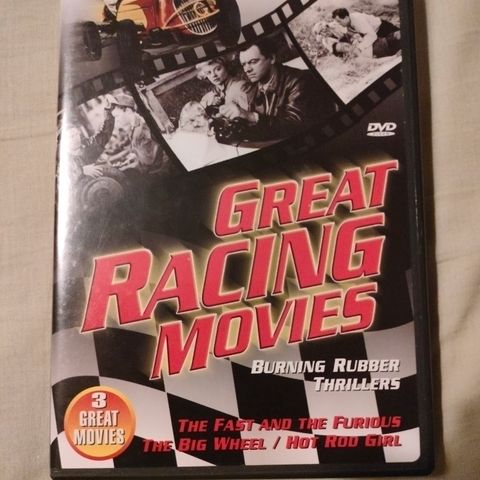 DVD
VIDEO
GREAT
RACING
MOVIES
BURNING RUBBER
THRILLERS
3
GREAT
MOVIES
THE FAST AND THE FURIOUS
THE BIG WHEEL / HOT ROD GIRL